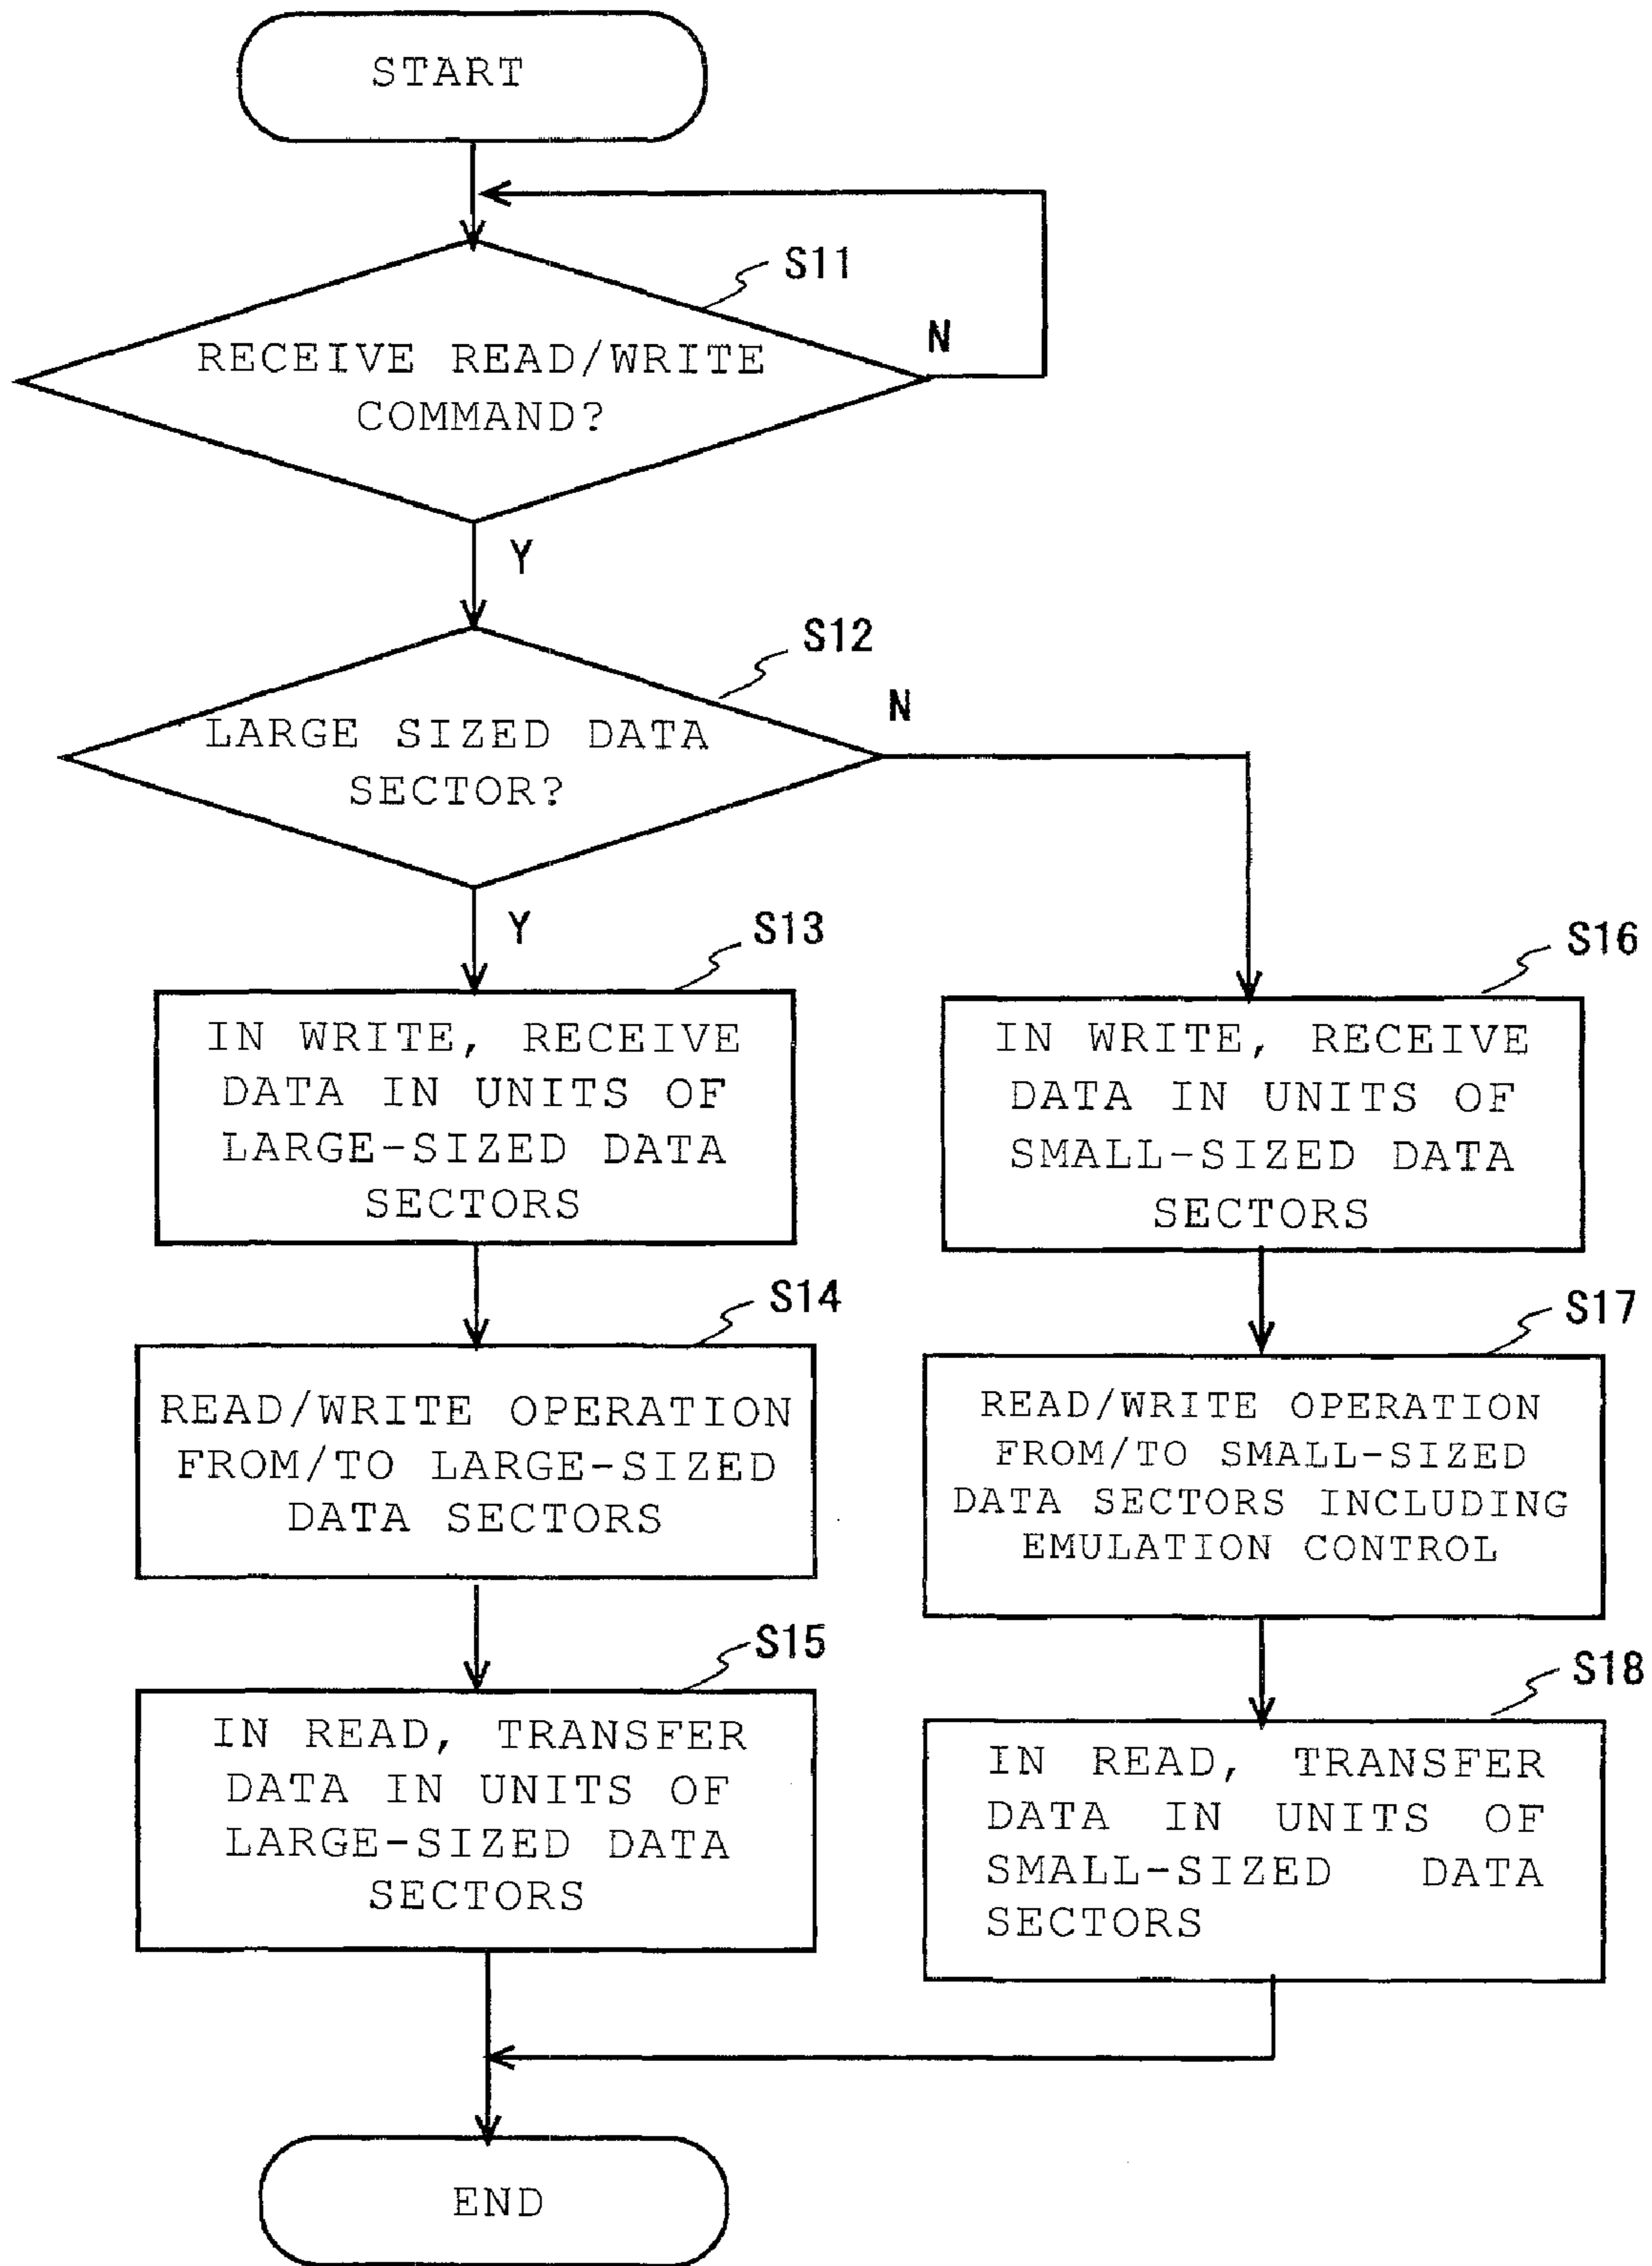 START
S11
N
RECEIVE READ/WRITE
COMMAND?
Y
S12
N
LARGE SIZED DATA
SECTOR?
Y
S13
IN WRITE, RECEIVE
DATA IN UNITS OF
LARGE-SIZED DATA
SECTORS
S16
IN WRITE, RECEIVE
DATA IN UNITS OF
SMALL-SIZED DATA
SECTORS
S14
READ/WRITE OPERATION
FROM/TO LARGE-SIZED
DATA SECTORS
S17
READ/WRITE OPERATION
FROM/TO SMALL-SIZED
DATA SECTORS INCLUDING
EMULATION CONTROL
S15
IN READ, TRANSFER
DATA IN UNITS OF
LARGE-SIZED DATA
SECTORS
S18
IN READ, TRANSFER
DATA IN UNITS OF
SMALL-SIZED DATA
SECTORS
END